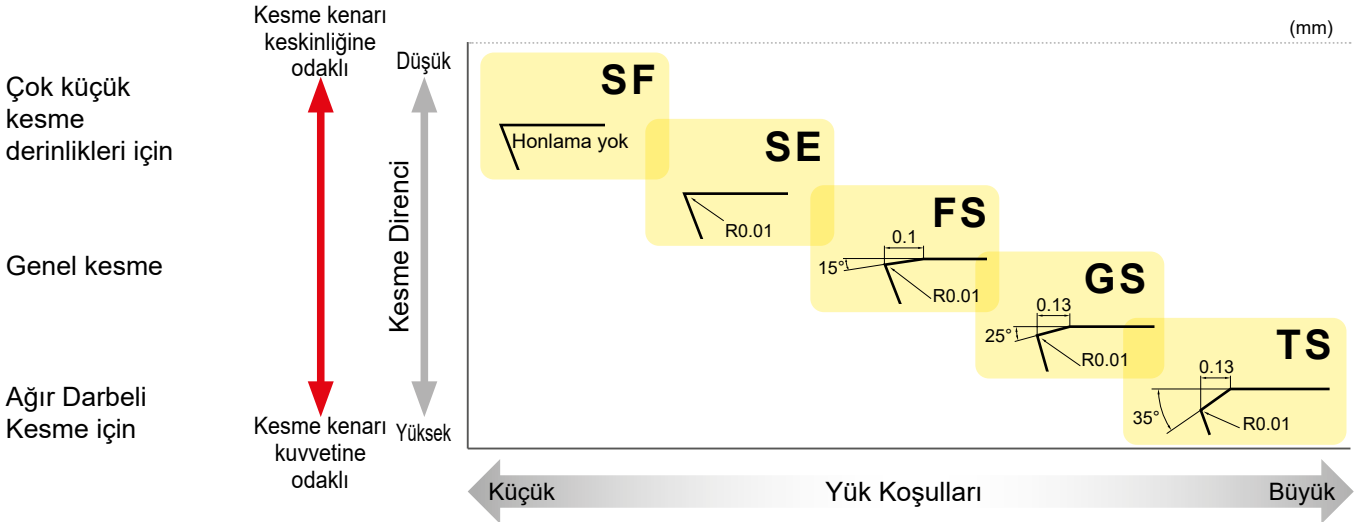 Çok küçük
kesme
derinlikleri için
Genel kesme
Ağır Darbeli
Kesme için
Kesme kenarı
keskinliğine
odaklı
Kesme kenarı
kuvvetine
odaklı
Düşük
Kesme Direnci
Yüksek
(mm)
SF
Honlama yok
SE
R0.01
FS
0.1
15°
R0.01
GS
0.13
25°
R0.01
TS
0.13
35°
R0.01
Küçük
Yük Koşulları
Büyük